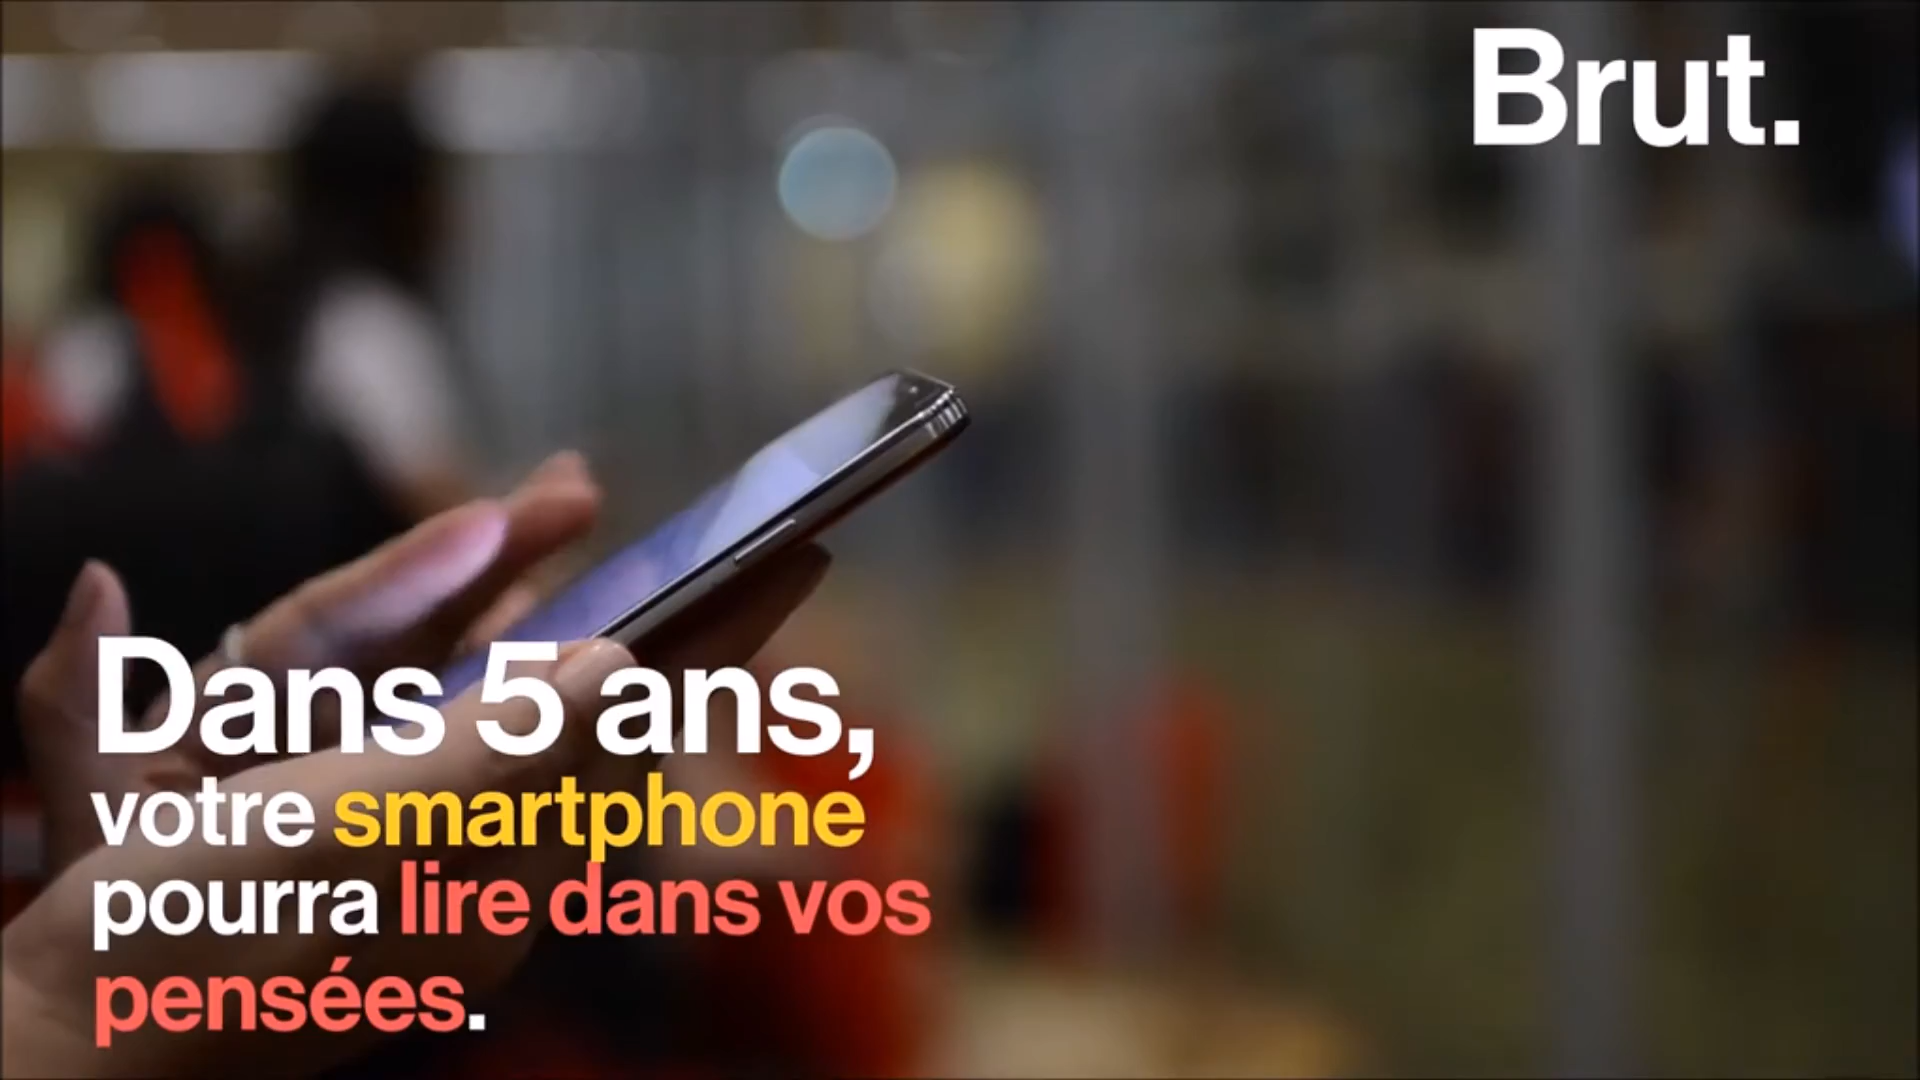 Brut.
Dans 5 ans,
votre smartphone
pourra lire dans vos
pensées.